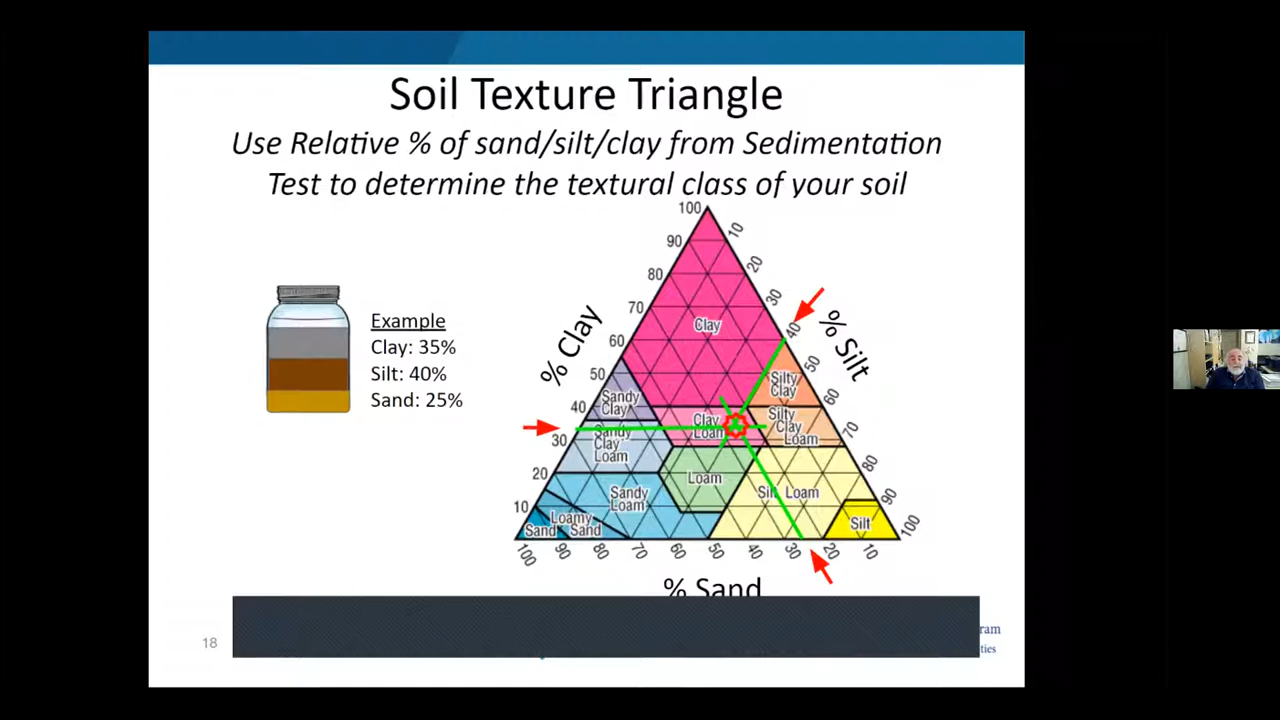 Soil Texture Triangle
Use Relative % of sand/silt/clay from Sedimentation
Test to determine the textural class of your soil
Example
Clay: 35%
Silt: 40%
Sand: 25%
% Clay
100
90
80
70
60
50
40
30
20
10
% Silt
10
20
30
40
50
60
70
80
90
100
Clay
Silty
Clay
Sandy
Clay
Clay
Loam
Silty
Clay
Loam
Sandy
Clay
Loam
Loam
Sandy
Loam
Silt Loam
Loamy
Sand
Sand
Silt
100
90
80
70
60
50
40
30
20
10
% Sand
18
ram
ties